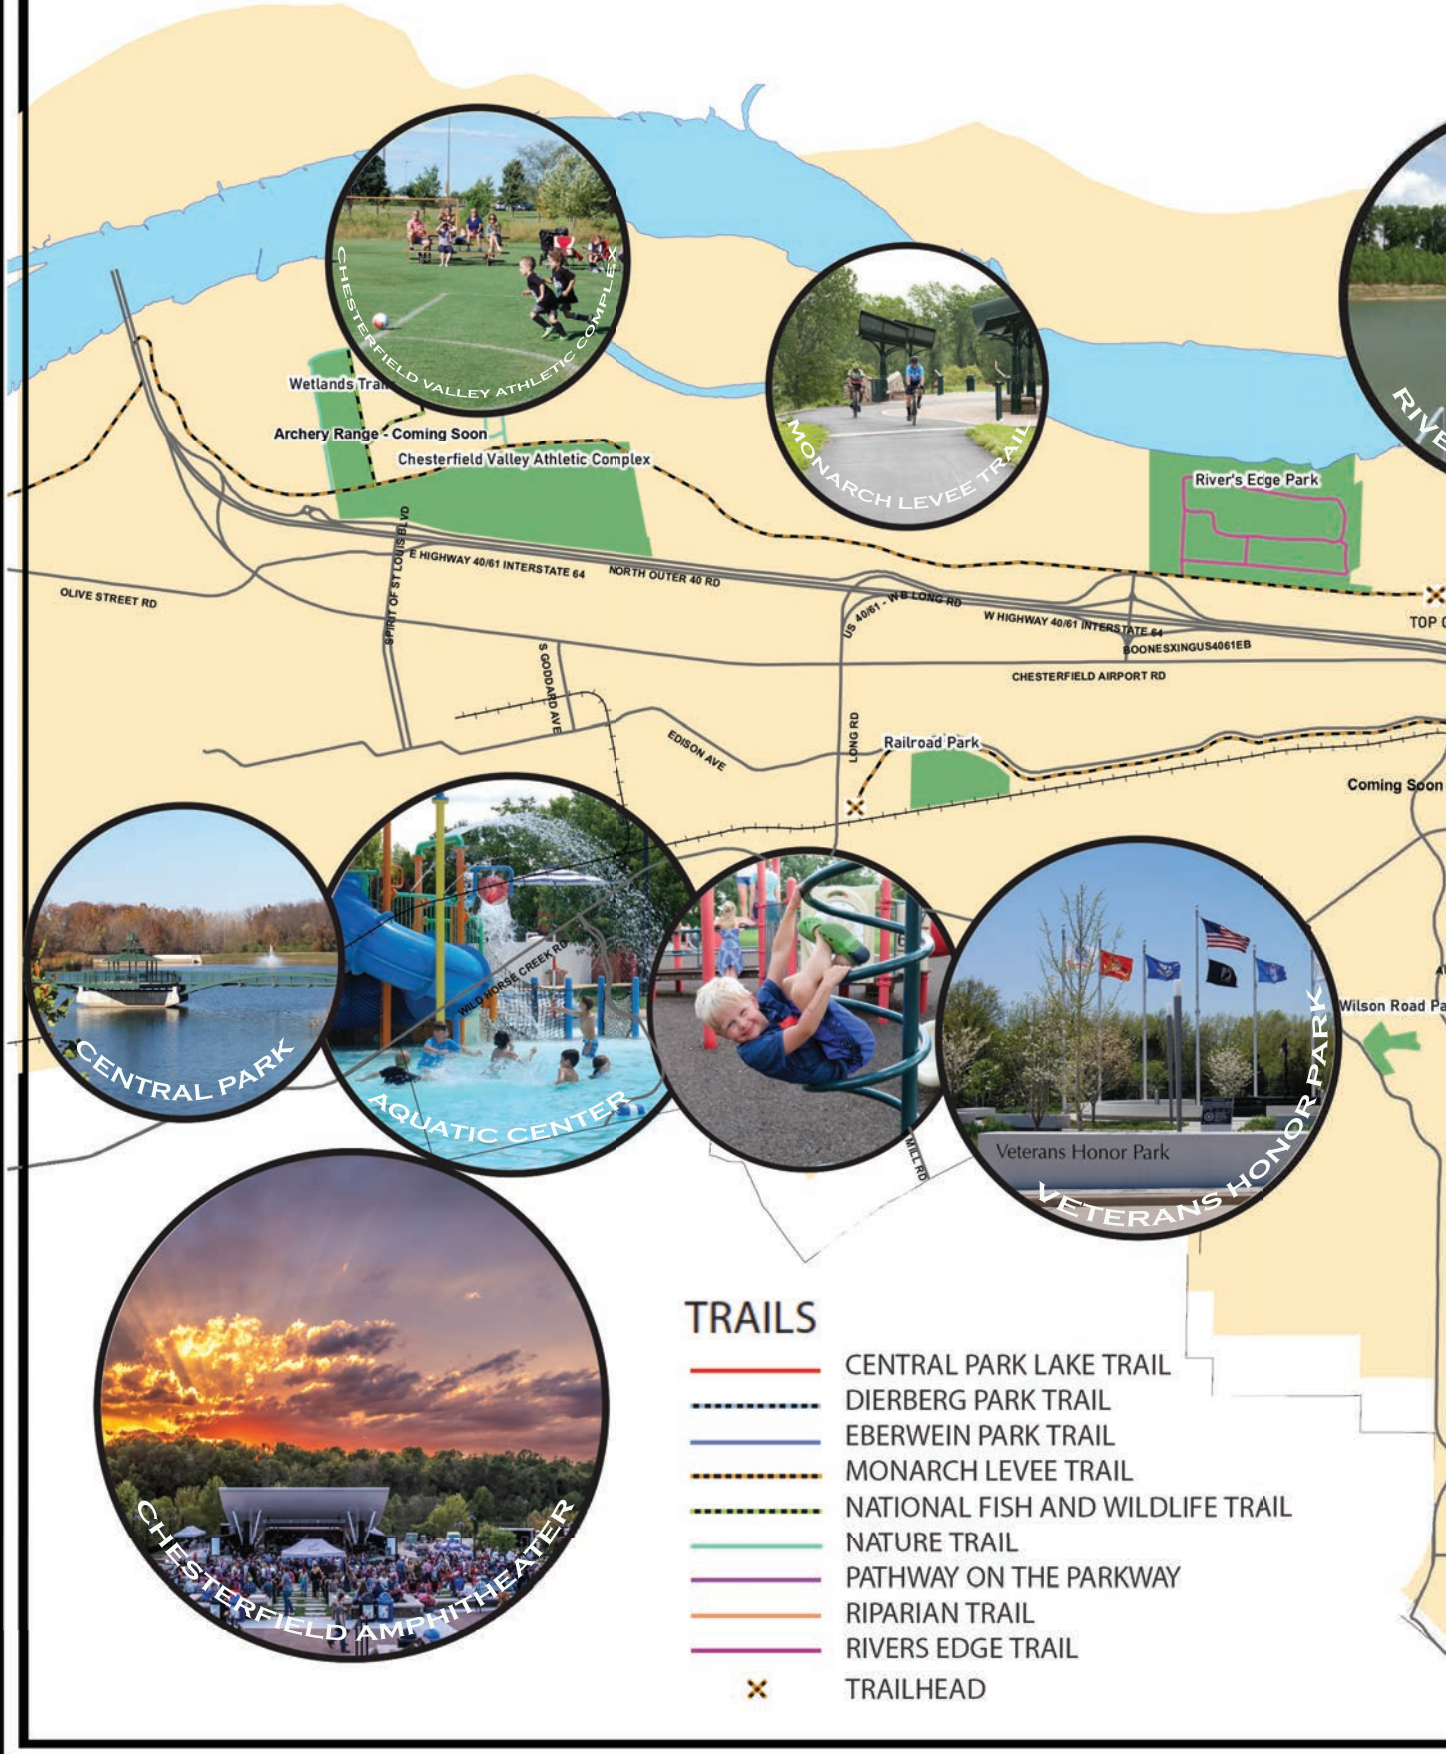 CHESTERFIELD VALLEY ATHLETIC COMPLEX
MONARCH LEVEE TRAIL
Wetlands
Archery Range - Coming Soon
Chesterfield Valley Athletic Complex
River's Edge Park
SPIRIT OF ST LOUIS BLVD
E HIGHWAY 40/61 INTERSTATE 64
NORTH OUTER 40 RD
OLIVE STREET RD
US 40/61 - WB LONG RD
W HIGHWAY 40/61 INTERSTATE 64
BOONESXINGUS4061EB
CHESTERFIELD AIRPORT RD
S GODDARD AVE
EDISON AVE
LONG RD
Railroad Park
TOP
Coming Soon
CENTRAL PARK
WILD HORSE CREEK RD
AQUATIC CENTER
MILL RD
Wilson Road
Veterans Honor Park
VETERANS HONOR PARK
CHESTERFIELD AMPHITHEATER
TRAILS
CENTRAL PARK LAKE TRAIL
DIERBERG PARK TRAIL
EBERWEIN PARK TRAIL
MONARCH LEVEE TRAIL
NATIONAL FISH AND WILDLIFE TRAIL
NATURE TRAIL
PATHWAY ON THE PARKWAY
RIPARIAN TRAIL
RIVERS EDGE TRAIL
TRAILHEAD